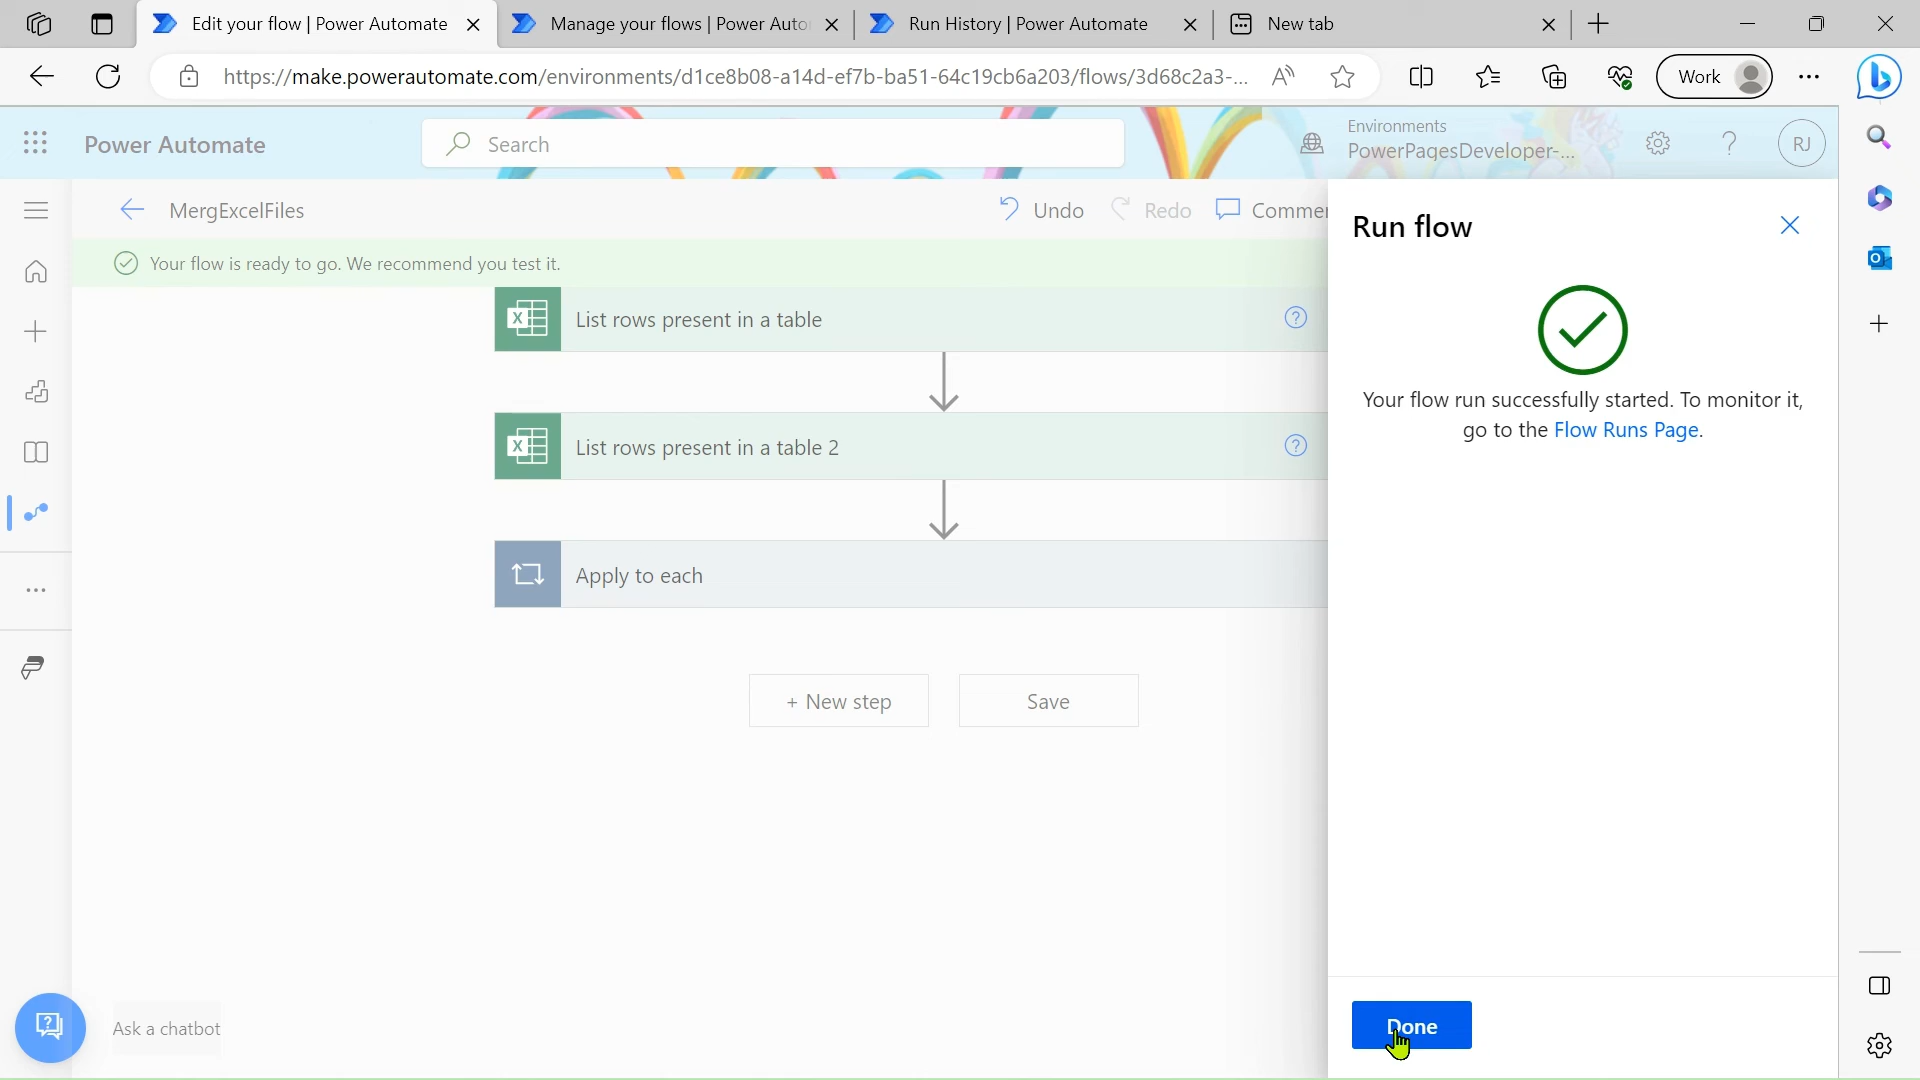 Edit your flow | Power Automate
Manage your flows | Power Auto
Run History | Power Automate
New tab
https://make.powerautomate.com/environments/d1ce8b08-a14d-ef7b-ba51-64c19cb6a203/flows/3d68c2a3-...
Work
Power Automate
Search
Environments
PowerPagesDeveloper-...
RJ
MergExcelFiles
Undo
Redo
Commen
Your flow is ready to go. We recommend you test it.
List rows present in a table
List rows present in a table 2
Apply to each
+ New step
Save
Ask a chatbot
Run flow
Your flow run successfully started. To monitor it,
go to the Flow Runs Page.
Done